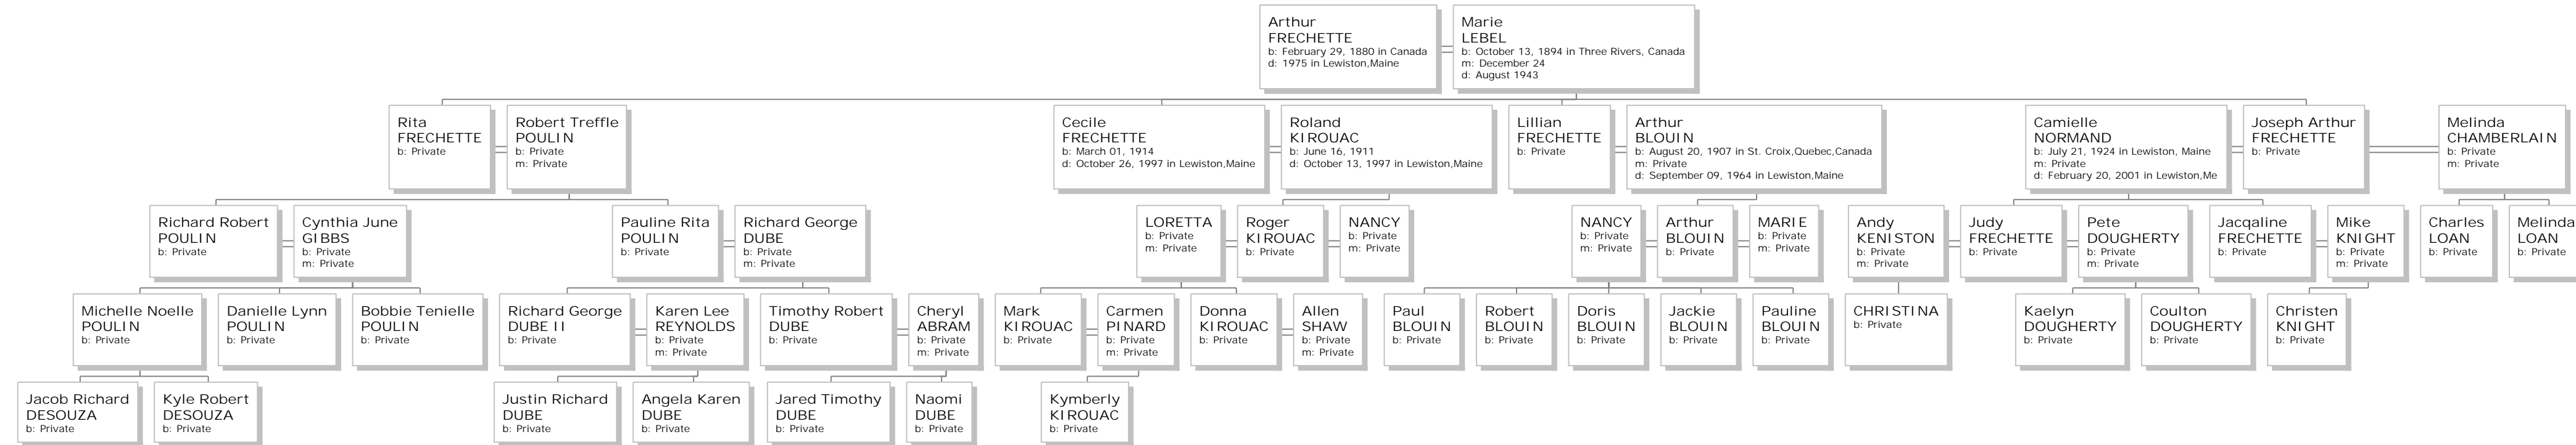 Arthur
FRECHETTE
b: February 29, 1880 in Canada
d: 1975 in Lewiston,Maine
Marie
LEBEL
b: October 13, 1894 in Three Rivers, Canada
m: December 24
d: August 1943
Rita
FRECHETTE
b: Private
Robert Treffle
POULIN
b: Private
m: Private
Cecile
FRECHETTE
b: March 01, 1914
d: October 26, 1997 in Lewiston,Maine
Roland
KIROUAC
b: June 16, 1911
d: October 13, 1997 in Lewiston,Maine
Lillian
FRECHETTE
b: Private
Arthur
BLOUIN
b: August 20, 1907 in St. Croix,Quebec,Canada
m: Private
d: September 09, 1964 in Lewiston,Maine
Camielle
NORMAND
b: July 21, 1924 in Lewiston, Maine
m: Private
d: February 20, 2001 in Lewiston,Me
Joseph Arthur
FRECHETTE
b: Private
Melinda
CHAMBERLAIN
b: Private
m: Private
Richard Robert
POULIN
b: Private
Cynthia June
GIBBS
b: Private
m: Private
Pauline Rita
POULIN
b: Private
Richard George
DUBE
b: Private
m: Private
LORETTA
b: Private
m: Private
Roger
KIROUAC
b: Private
NANCY
b: Private
m: Private
NANCY
b: Private
m: Private
Arthur
BLOUIN
b: Private
MARIE
b: Private
m: Private
Andy
KENISTON
b: Private
m: Private
Judy
FRECHETTE
b: Private
Pete
DOUGHERTY
b: Private
m: Private
Jacqaline
FRECHETTE
b: Private
Mike
KNIGHT
b: Private
m: Private
Charles
LOAN
b: Private
Melinda
LOAN
b: Private
Michelle Noelle
POULIN
b: Private
Danielle Lynn
POULIN
b: Private
Bobbie Tenielle
POULIN
b: Private
Richard George
DUBE II
b: Private
Karen Lee
REYNOLDS
b: Private
m: Private
Timothy Robert
DUBE
b: Private
Cheryl
ABRAM
b: Private
m: Private
Mark
KIROUAC
b: Private
Carmen
PINARD
b: Private
m: Private
Donna
KIROUAC
b: Private
Allen
SHAW
b: Private
m: Private
Paul
BLOUIN
b: Private
Robert
BLOUIN
b: Private
Doris
BLOUIN
b: Private
Jackie
BLOUIN
b: Private
Pauline
BLOUIN
b: Private
CHRISTINA
b: Private
Kaelyn
DOUGHERTY
b: Private
Coulton
DOUGHERTY
b: Private
Christen
KNIGHT
b: Private
Jacob Richard
DESOUZA
b: Private
Kyle Robert
DESOUZA
b: Private
Justin Richard
DUBE
b: Private
Angela Karen
DUBE
b: Private
Jared Timothy
DUBE
b: Private
Naomi
DUBE
b: Private
Kymberly
KIROUAC
b: Private